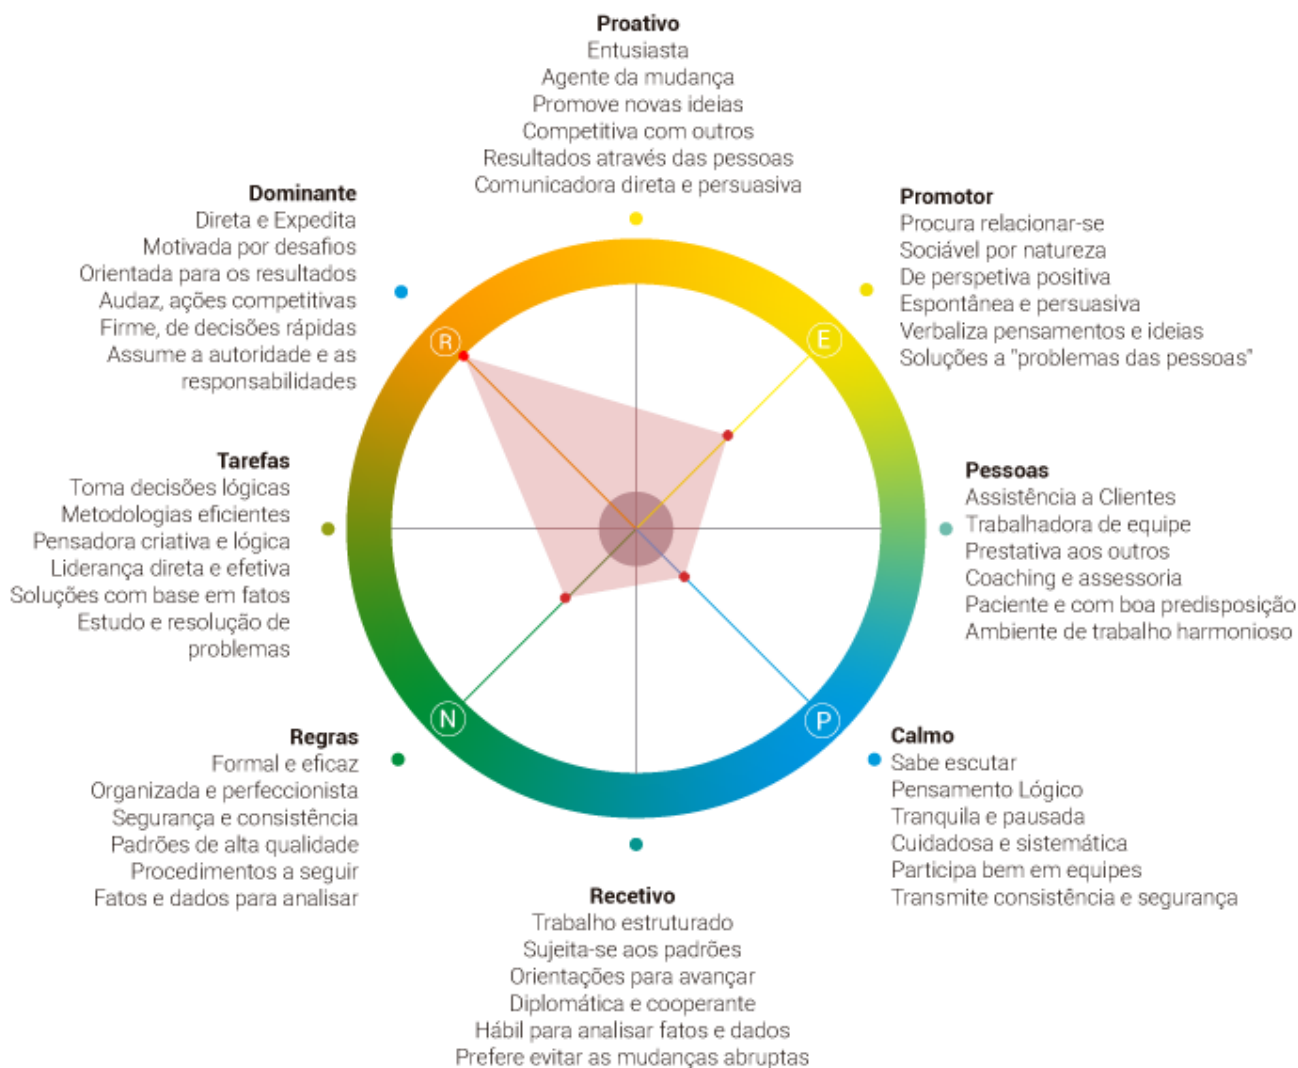 Proativo
Entusiasta
Agente da mudança
Promove novas ideias
Competitiva com outros
Resultados através das pessoas
Comunicadora direta e persuasiva
Dominante
Direta e Expedita
Motivada por desafios
Orientada para os resultados
Audaz, ações competitivas
Firme, de decisões rápidas
Assume a autoridade e as
responsabilidades
Promotor
Procura relacionar-se
Sociável por natureza
De perspetiva positiva
Espontânea e persuasiva
Verbaliza pensamentos e ideias
Soluções a "problemas das pessoas"
R
E
Tarefas
Toma decisões lógicas
Metodologias eficientes
Pensadora criativa e lógica
Liderança direta e efetiva
Soluções com base em fatos
Estudo e resolução de
problemas
Pessoas
Assistência a Clientes
Trabalhadora de equipe
Prestativa aos outros
Coaching e assessoria
Paciente e com boa predisposição
Ambiente de trabalho harmonioso
N
P
Regras
Formal e eficaz
Organizada e perfeccionista
Segurança e consistência
Padrões de alta qualidade
Procedimentos a seguir
Fatos e dados para analisar
Calmo
Sabe escutar
Pensamento Lógico
Tranquila e pausada
Cuidadosa e sistemática
Participa bem em equipes
Transmite consistência e segurança
Recetivo
Trabalho estruturado
Sujeita-se aos padrões
Orientações para avançar
Diplomática e cooperante
Hábil para analisar fatos e dados
Prefere evitar as mudanças abruptas